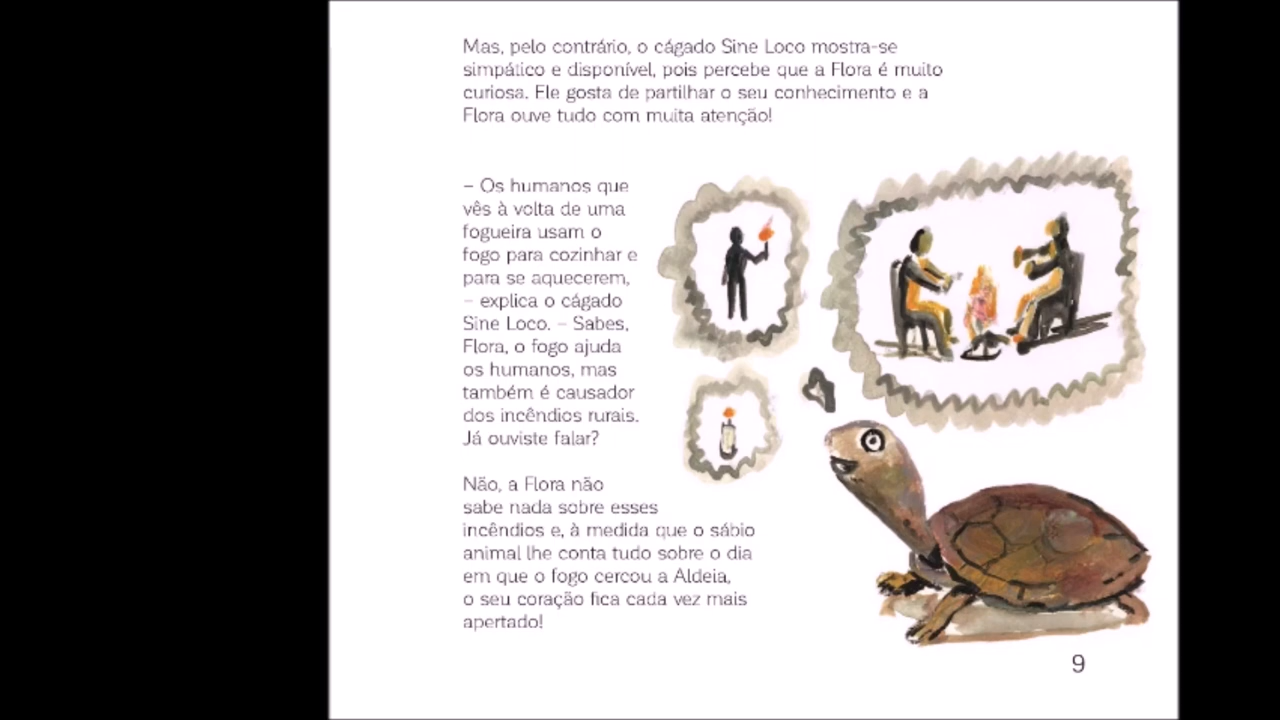 Mas, pelo contrário, o cágado Sine Loco mostra-se
simpático e disponível, pois percebe que a Flora é muito
curiosa. Ele gosta de partilhar o seu conhecimento e a
Flora ouve tudo com muita atenção!
– Os humanos que
vês à volta de uma
fogueira usam o
fogo para cozinhar e
para se aquecerem,
– explica o cágado
Sine Loco. – Sabes,
Flora, o fogo ajuda
os humanos, mas
também é causador
dos incêndios rurais.
Já ouviste falar?
Não, a Flora não
sabe nada sobre esses
incêndios e, à medida que o sábio
animal lhe conta tudo sobre o dia
em que o fogo cercou a Aldeia,
o seu coração fica cada vez mais
apertado!
9